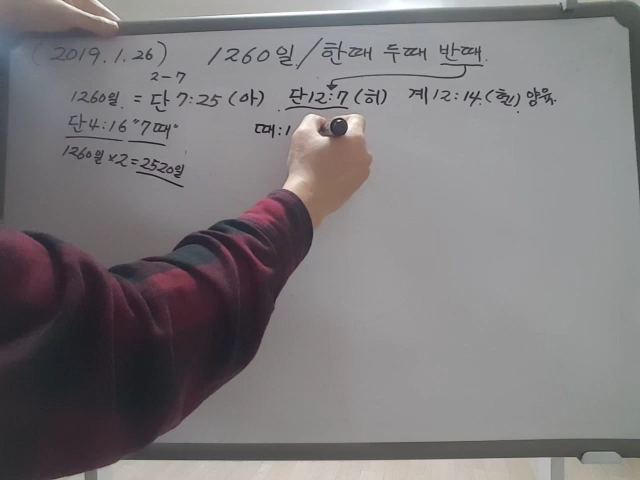 (2019.1.26) 1260일/한때 두때 반때
2-7
1260일 = 단 7:25 (아) 단12:7 (히) 계 12:14 (헬) 양육
단4:16 "7때"
때:1
1260일 x 2 = 2520일